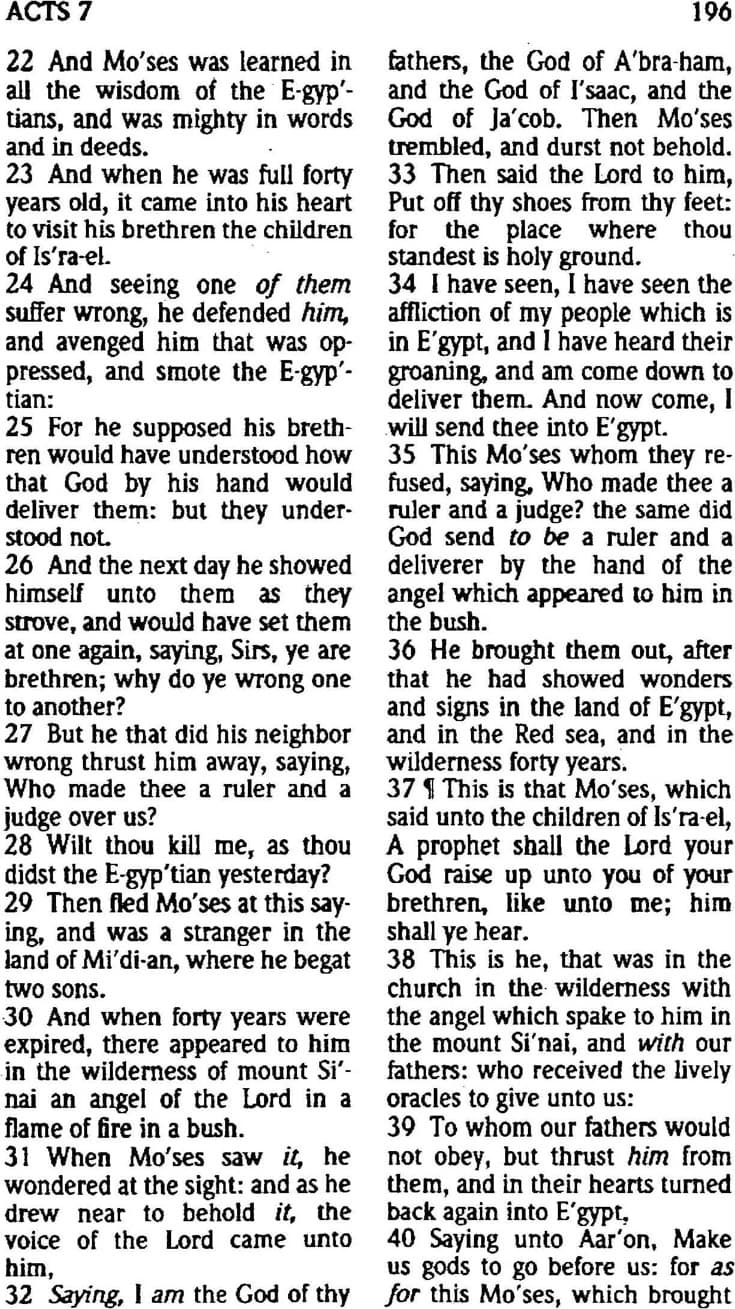 ACTS 7
196
22 And Mo′ses was learned in
all the wisdom of the E-gyp′-
tians, and was mighty in words
and in deeds.
23 And when he was full forty
years old, it came into his heart
to visit his brethren the children
of Is′ra-el.
24 And seeing one of them
suffer wrong, he defended him,
and avenged him that was op-
pressed, and smote the E-gyp′-
tian:
25 For he supposed his breth-
ren would have understood how
that God by his hand would
deliver them: but they under-
stood not.
26 And the next day he showed
himself unto them as they
strove, and would have set them
at one again, saying, Sirs, ye are
brethren; why do ye wrong one
to another?
27 But he that did his neighbor
wrong thrust him away, saying,
Who made thee a ruler and a
judge over us?
28 Wilt thou kill me, as thou
didst the E-gyp′tian yesterday?
29 Then fled Mo′ses at this say-
ing, and was a stranger in the
land of Mi′di-an, where he begat
two sons.
30 And when forty years were
expired, there appeared to him
in the wilderness of mount Si′-
nai an angel of the Lord in a
flame of fire in a bush.
31 When Mo′ses saw it, he
wondered at the sight: and as he
drew near to behold it, the
voice of the Lord came unto
him,
32 Saying, I am the God of thy
fathers, the God of A′bra-ham,
and the God of I′saac, and the
God of Ja′cob. Then Mo′ses
trembled, and durst not behold.
33 Then said the Lord to him,
Put off thy shoes from thy feet:
for the place where thou
standest is holy ground.
34 I have seen, I have seen the
affliction of my people which is
in E′gypt, and I have heard their
groaning, and am come down to
deliver them. And now come, I
will send thee into E′gypt.
35 This Mo′ses whom they re-
fused, saying, Who made thee a
ruler and a judge? the same did
God send to be a ruler and a
deliverer by the hand of the
angel which appeared to him in
the bush.
36 He brought them out, after
that he had showed wonders
and signs in the land of E′gypt,
and in the Red sea, and in the
wilderness forty years.
37 ¶ This is that Mo′ses, which
said unto the children of Is′ra-el,
A prophet shall the Lord your
God raise up unto you of your
brethren, like unto me; him
shall ye hear.
38 This is he, that was in the
church in the wilderness with
the angel which spake to him in
the mount Si′nai, and with our
fathers: who received the lively
oracles to give unto us:
39 To whom our fathers would
not obey, but thrust him from
them, and in their hearts turned
back again into E′gypt,
40 Saying unto Aar′on, Make
us gods to go before us: for as
for this Mo′ses, which brought